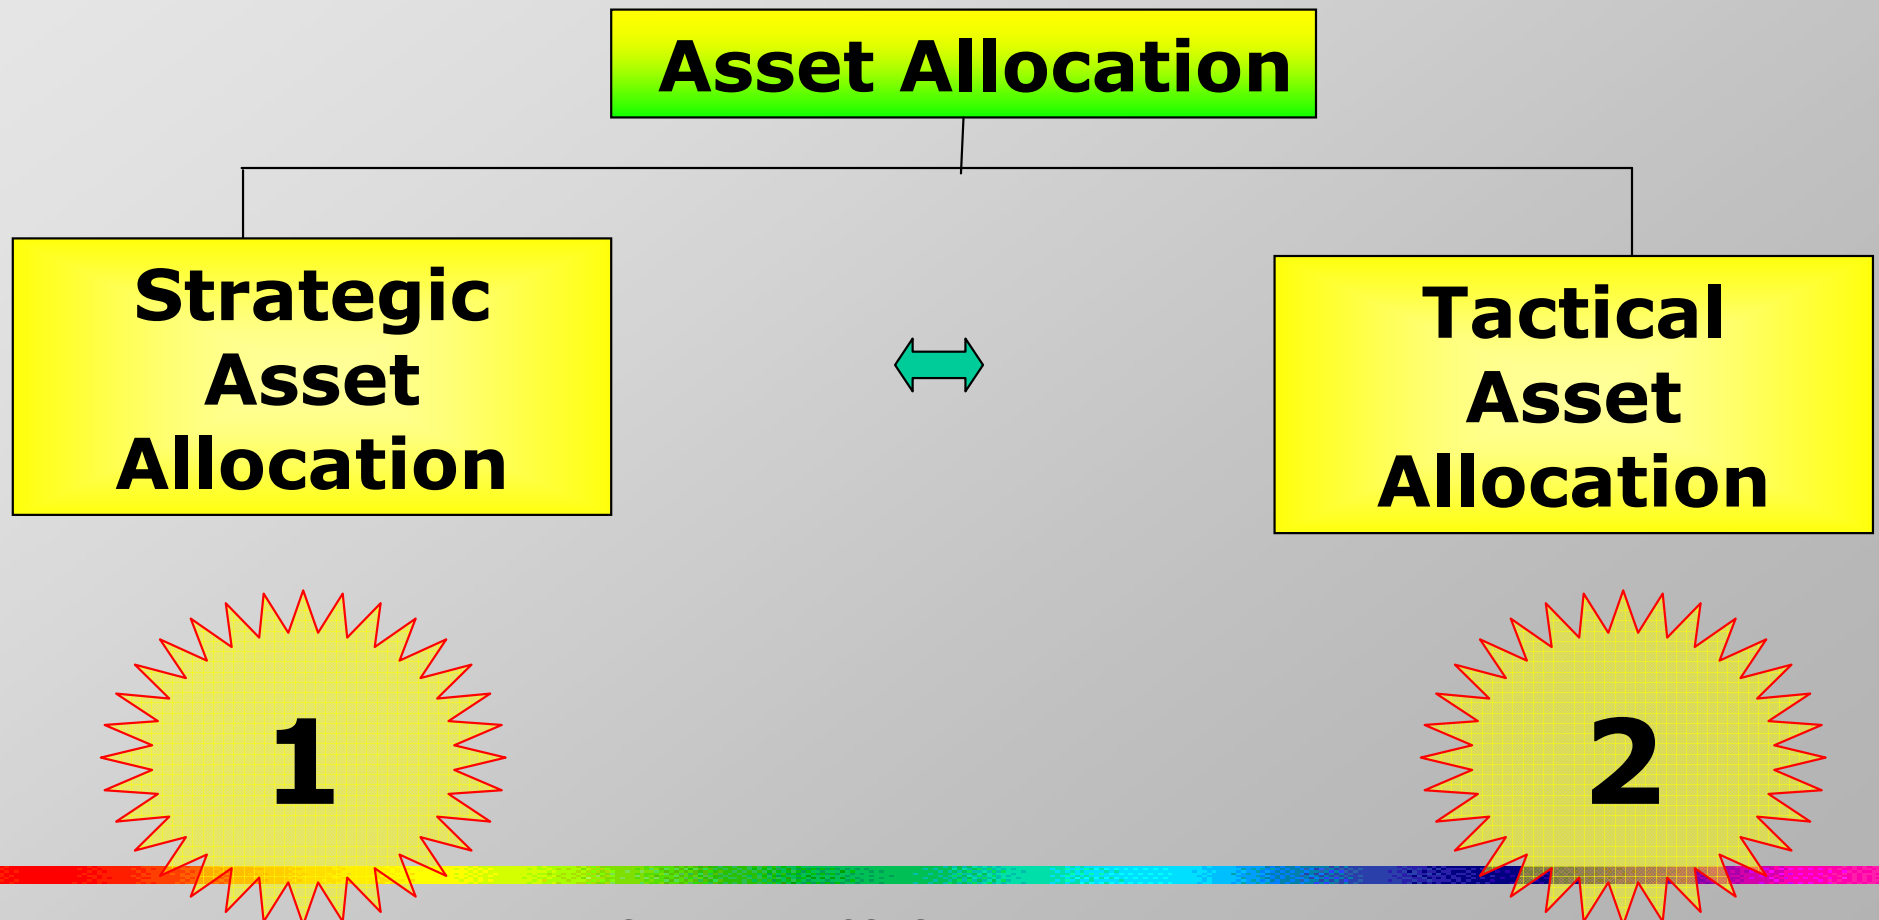 Asset Allocation
Strategic
Asset
Allocation
Tactical
Asset
Allocation
1
2